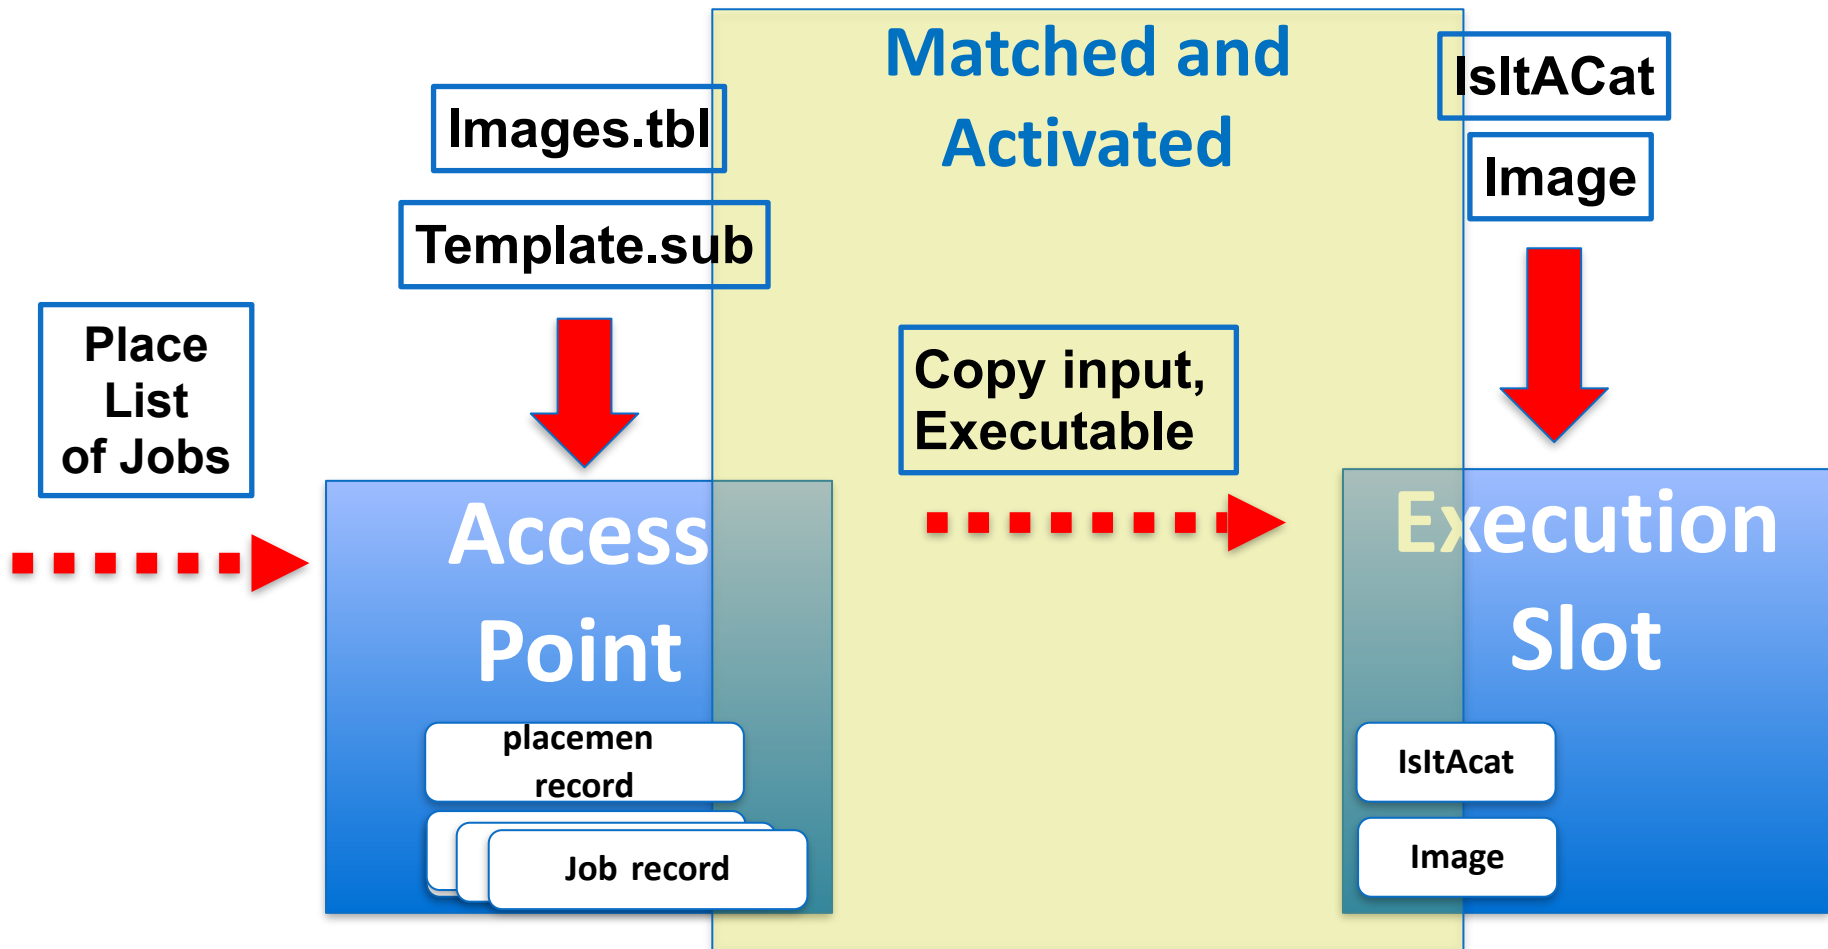 Matched and
Activated
IsItACat
Image
Images.tbl
Template.sub
Place
List
of Jobs
Copy input,
Executable
Access
Point
Execution
Slot
placemen
record
Job record
IsItAcat
Image